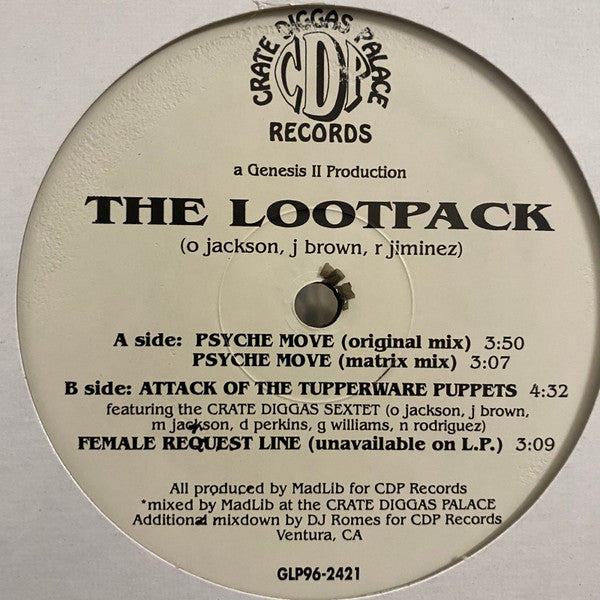 CRATE DIGGAS PALACE
CDP
RECORDS
a Genesis II Production
THE LOOTPACK
(o jackson, j brown, r jiminez)
A side: PSYCHE MOVE (original mix) 3:50
PSYCHE MOVE (matrix mix) 3:07
B side: ATTACK OF THE TUPPERWARE PUPPETS 4:32
featuring the CRATE DIGGAS SEXTET (o jackson, j brown,
m jackson, d perkins, g williams, n rodriguez)
FEMALE REQUEST LINE (unavailable on L.P.) 3:09
All produced by MadLib for CDP Records
*mixed by MadLib at the CRATE DIGGAS PALACE
Additional mixdown by DJ Romes for CDP Records
Ventura, CA
GLP96-2421